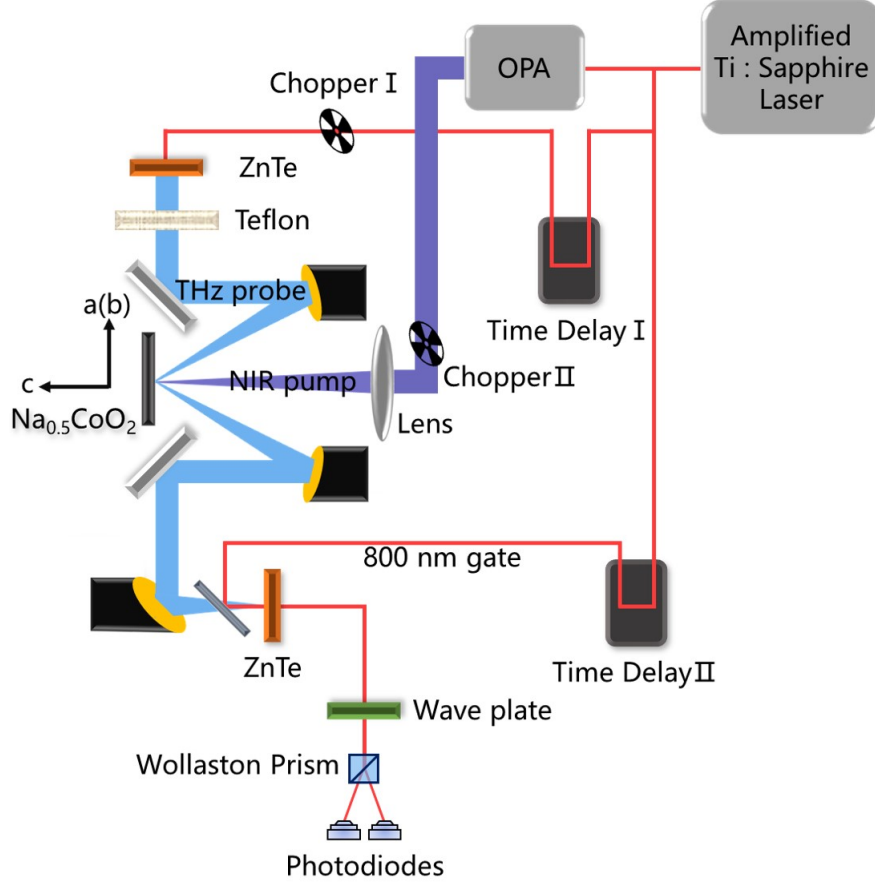 Amplified
Ti : Sapphire
Laser
OPA
Chopper Ⅰ
ZnTe
Teflon
THz probe
a(b)
Time Delay Ⅰ
c
NIR pump
Chopper Ⅱ
Na₀.₅CoO₂
Lens
800 nm gate
ZnTe
Time Delay Ⅱ
Wave plate
Wollaston Prism
Photodiodes